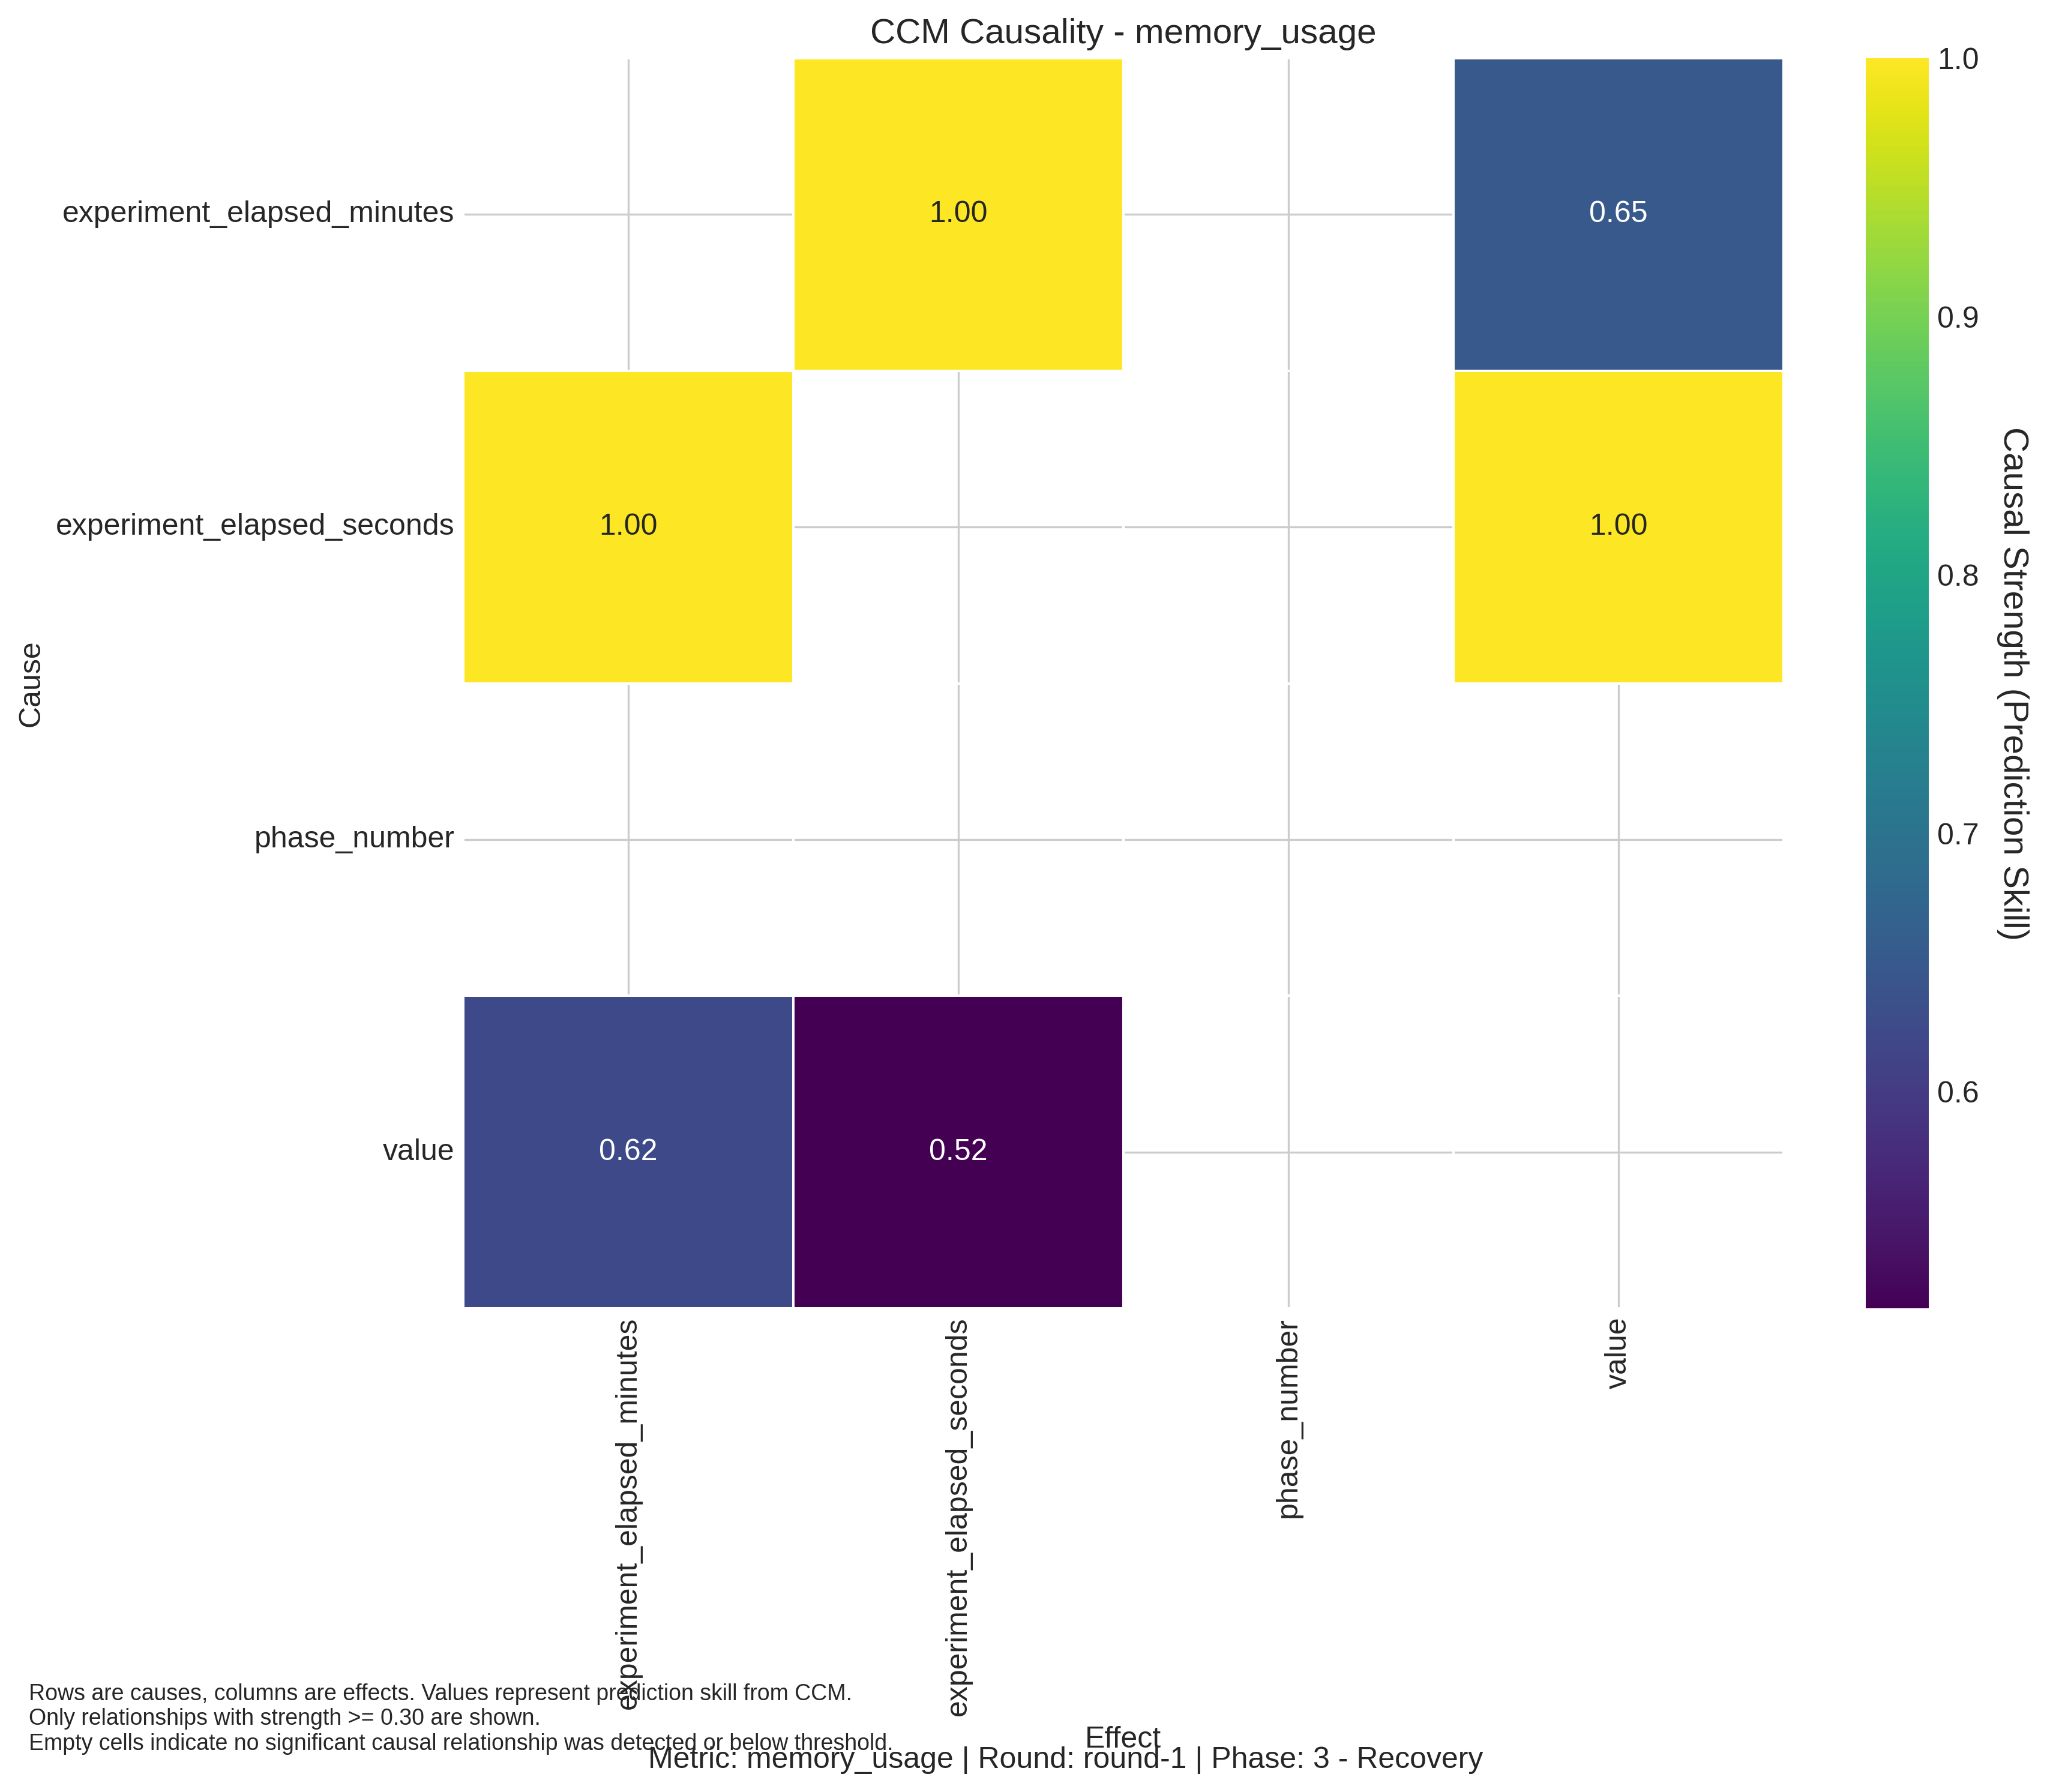 CCM Causality - memory_usage
experiment_elapsed_minutes
experiment_elapsed_seconds
phase_number
value
Cause
1.00
0.65
1.00
1.00
0.62
0.52
1.0
0.9
0.8
0.7
0.6
Causal Strength (Prediction Skill)
experiment_elapsed_minutes
experiment_elapsed_seconds
phase_number
value
Effect
Rows are causes, columns are effects. Values represent prediction skill from CCM.
Only relationships with strength >= 0.30 are shown.
Empty cells indicate no significant causal relationship was detected or below threshold.
Metric: memory_usage | Round: round-1 | Phase: 3 - Recovery